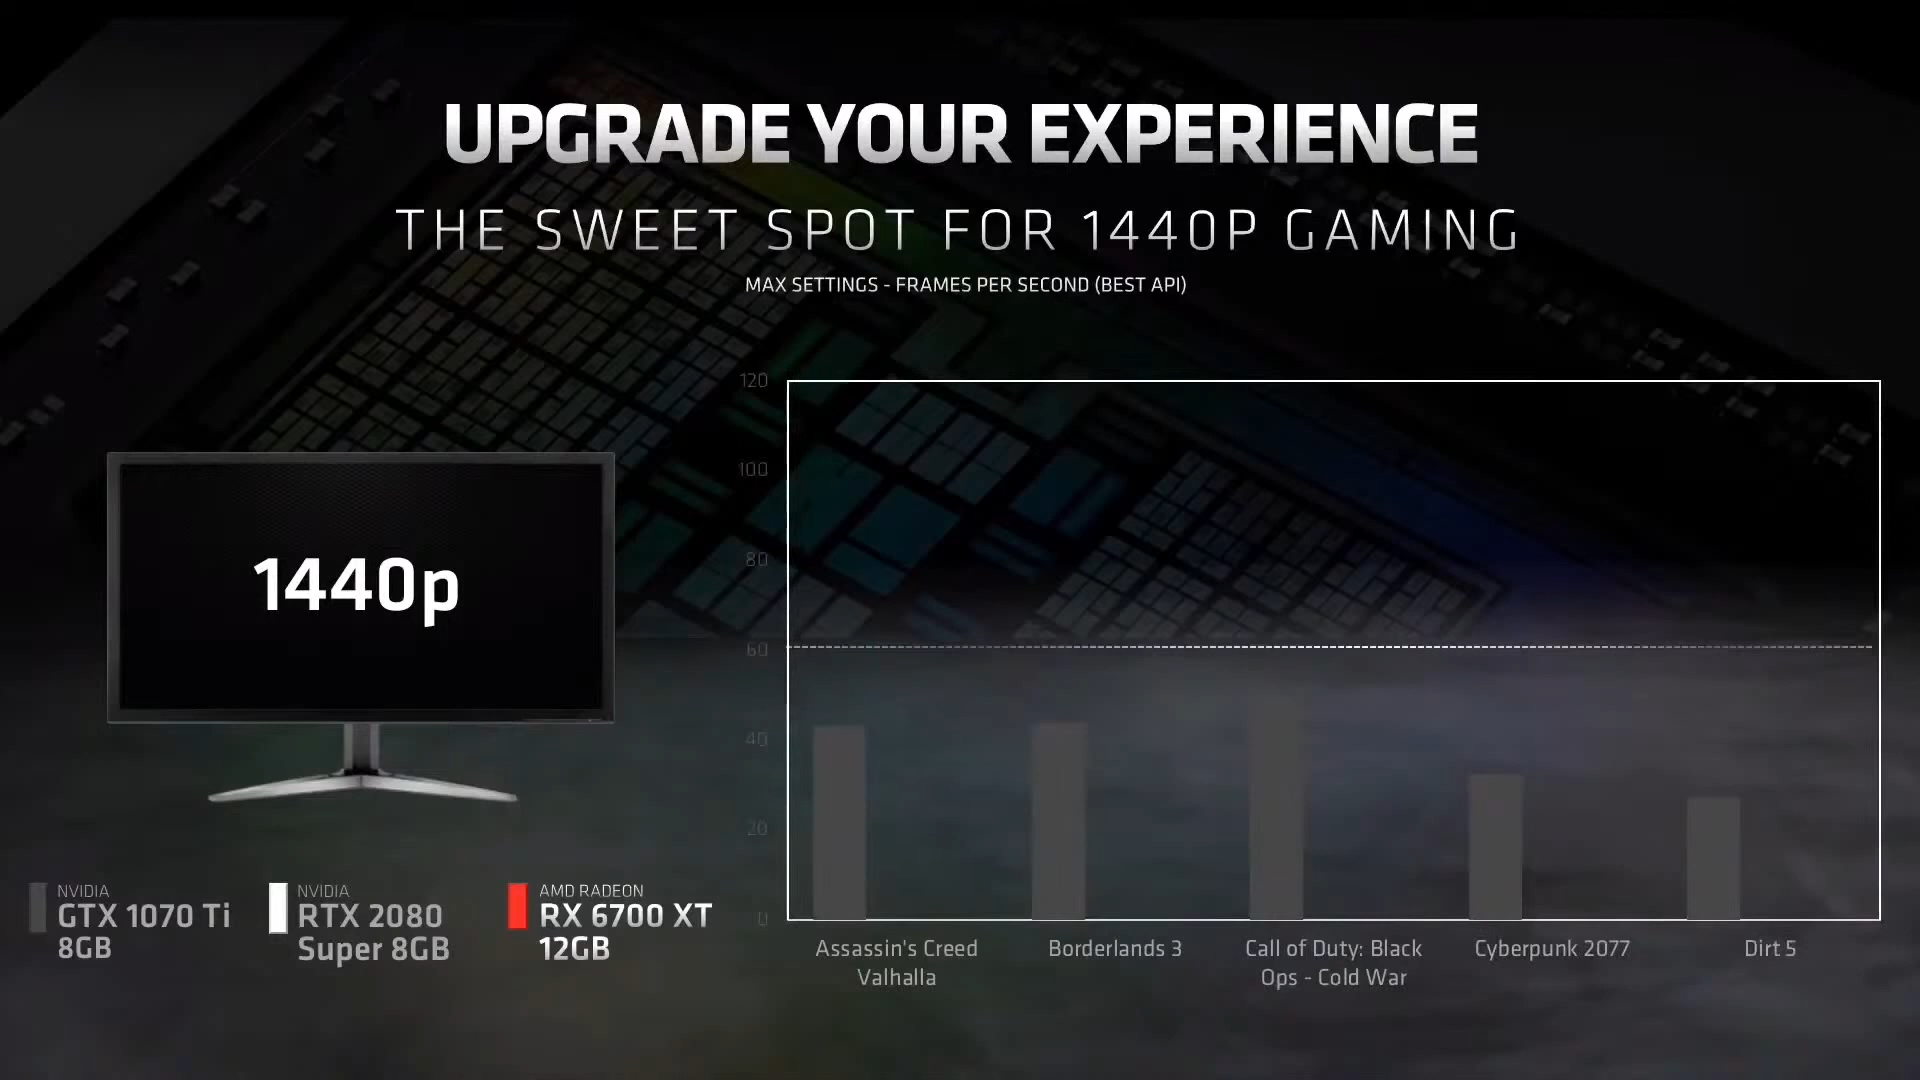 UPGRADE YOUR EXPERIENCE
THE SWEET SPOT FOR 1440P GAMING
MAX SETTINGS - FRAMES PER SECOND (BEST API)
1440p
NVIDIA
GTX 1070 Ti
8GB
NVIDIA
RTX 2080
Super 8GB
AMD RADEON
RX 6700 XT
12GB
120
100
80
60
40
20
0
Assassin's Creed
Valhalla
Borderlands 3
Call of Duty: Black
Ops - Cold War
Cyberpunk 2077
Dirt 5